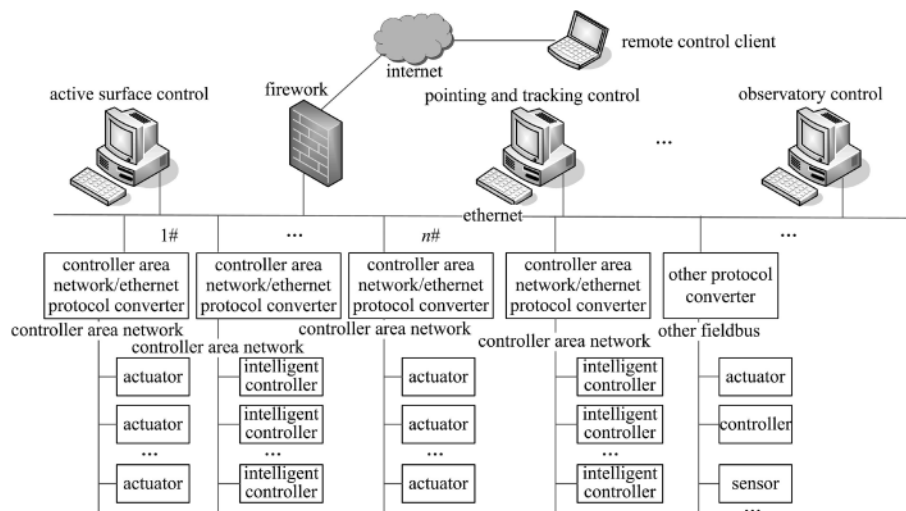 remote control client
internet
active surface control
firework
pointing and tracking control
observatory control
...
ethernet
1#
...
n#
...
controller area
network/ethernet
protocol converter
controller area
network/ethernet
protocol converter
controller area
network/ethernet
protocol converter
controller area
network/ethernet
protocol converter
other protocol
converter
controller area network
controller area network
controller area network
controller area network
other fieldbus
actuator
actuator
...
actuator
intelligent
controller
intelligent
controller
...
intelligent
controller
actuator
actuator
...
actuator
intelligent
controller
intelligent
controller
...
intelligent
controller
actuator
controller
sensor
...